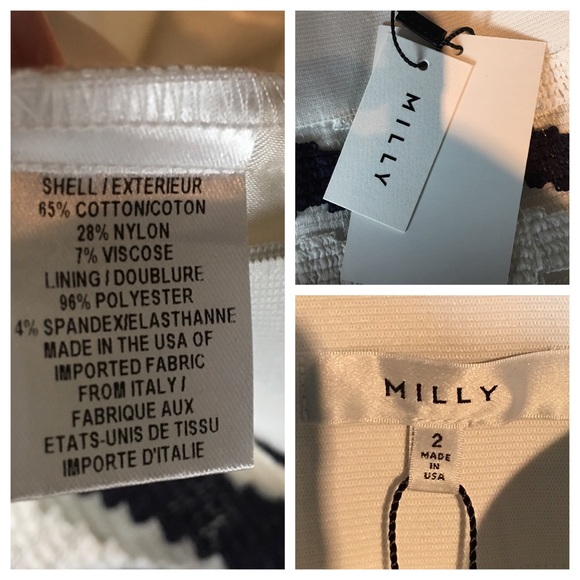 SHELL / EXTERIEUR
65% COTTON/COTON
28% NYLON
7% VISCOSE
LINING / DOUBLURE
96% POLYESTER
4% SPANDEX/ELASTHANNE
MADE IN THE USA OF
IMPORTED FABRIC
FROM ITALY /
FABRIQUE AUX
ETATS-UNIS DE TISSU
IMPORTE D'ITALIE
MILLY
MILLY
2
MADE
IN
USA